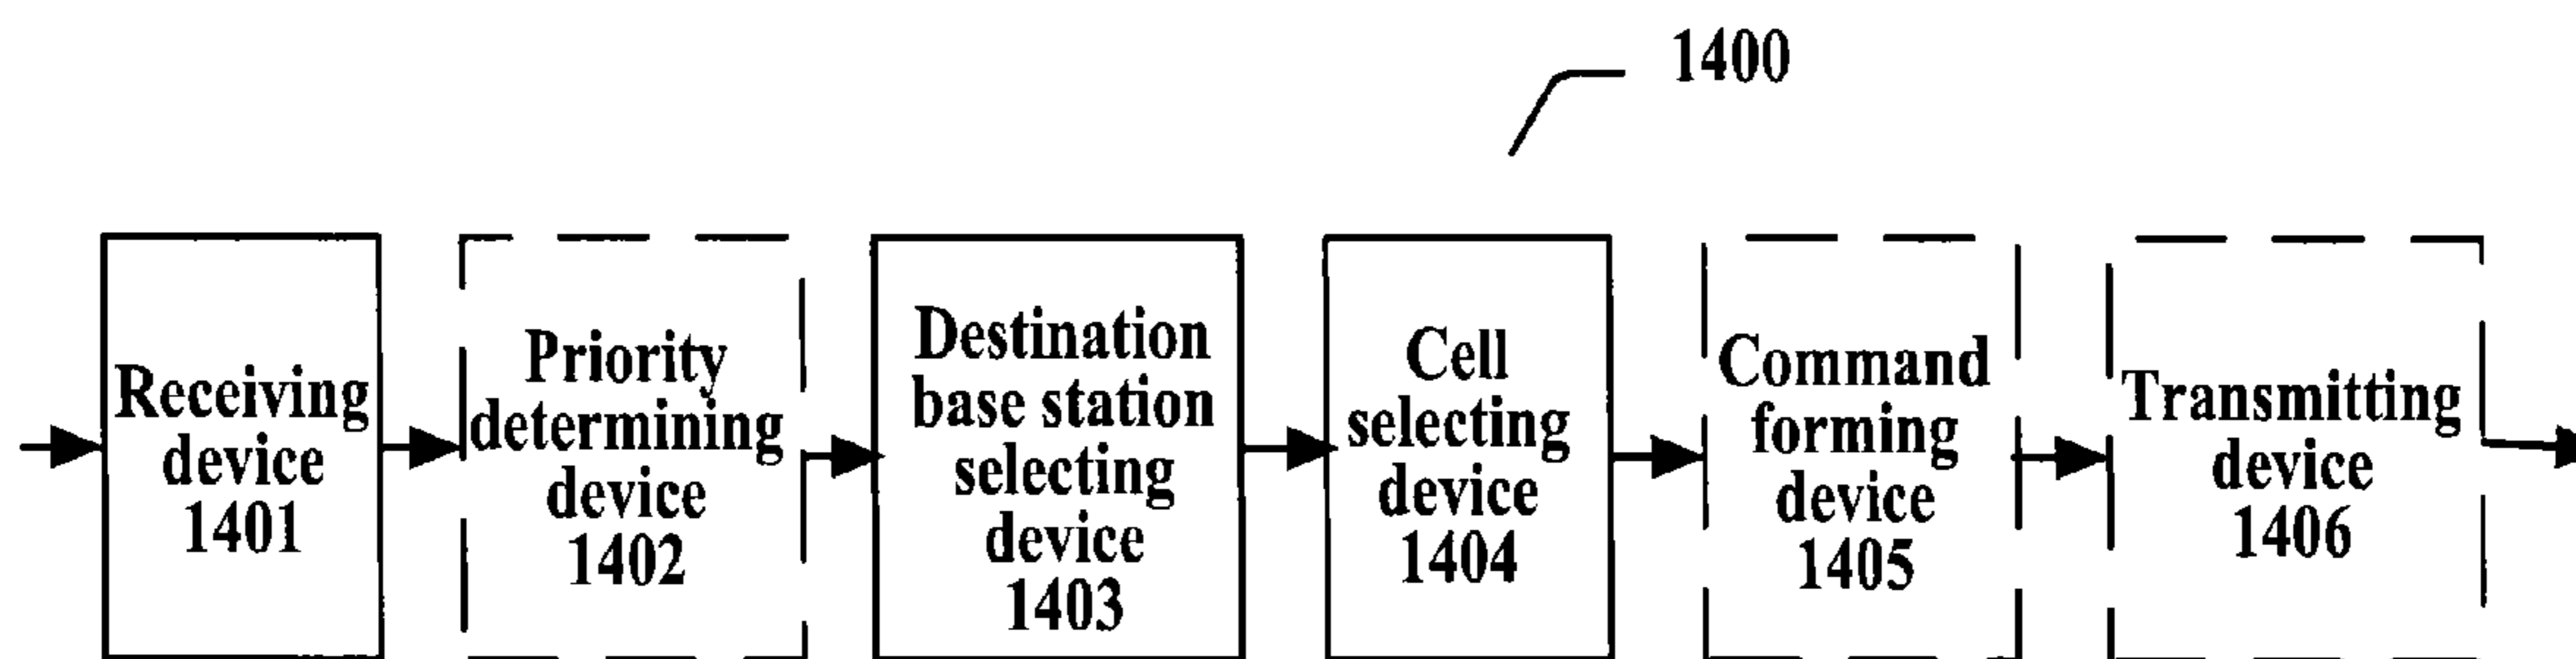 1400
Receiving
device
1401
Priority
determining
device
1402
Destination
base station
selecting
device
1403
Cell
selecting
device
1404
Command
forming
device
1405
Transmitting
device
1406